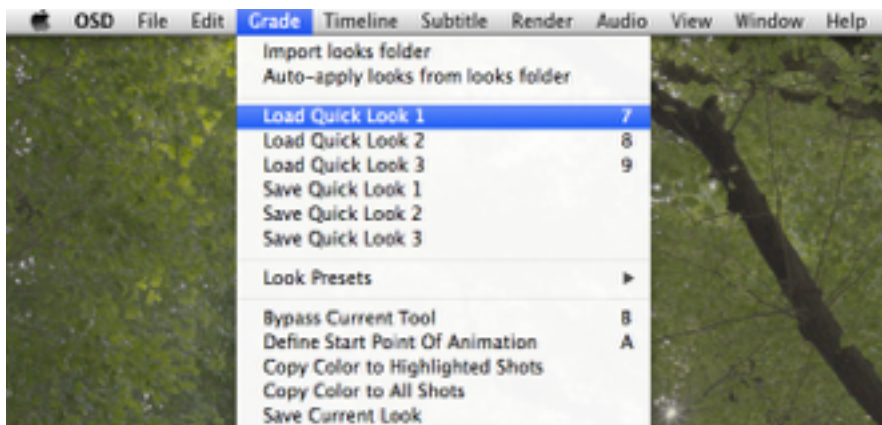 OSD File Edit Grade Timeline Subtitle Render Audio View Window Help
Import looks folder
Auto-apply looks from looks folder
Load Quick Look 1 7
Load Quick Look 2 8
Load Quick Look 3 9
Save Quick Look 1
Save Quick Look 2
Save Quick Look 3
Look Presets
Bypass Current Tool B
Define Start Point Of Animation A
Copy Color to Highlighted Shots
Copy Color to All Shots
Save Current Look